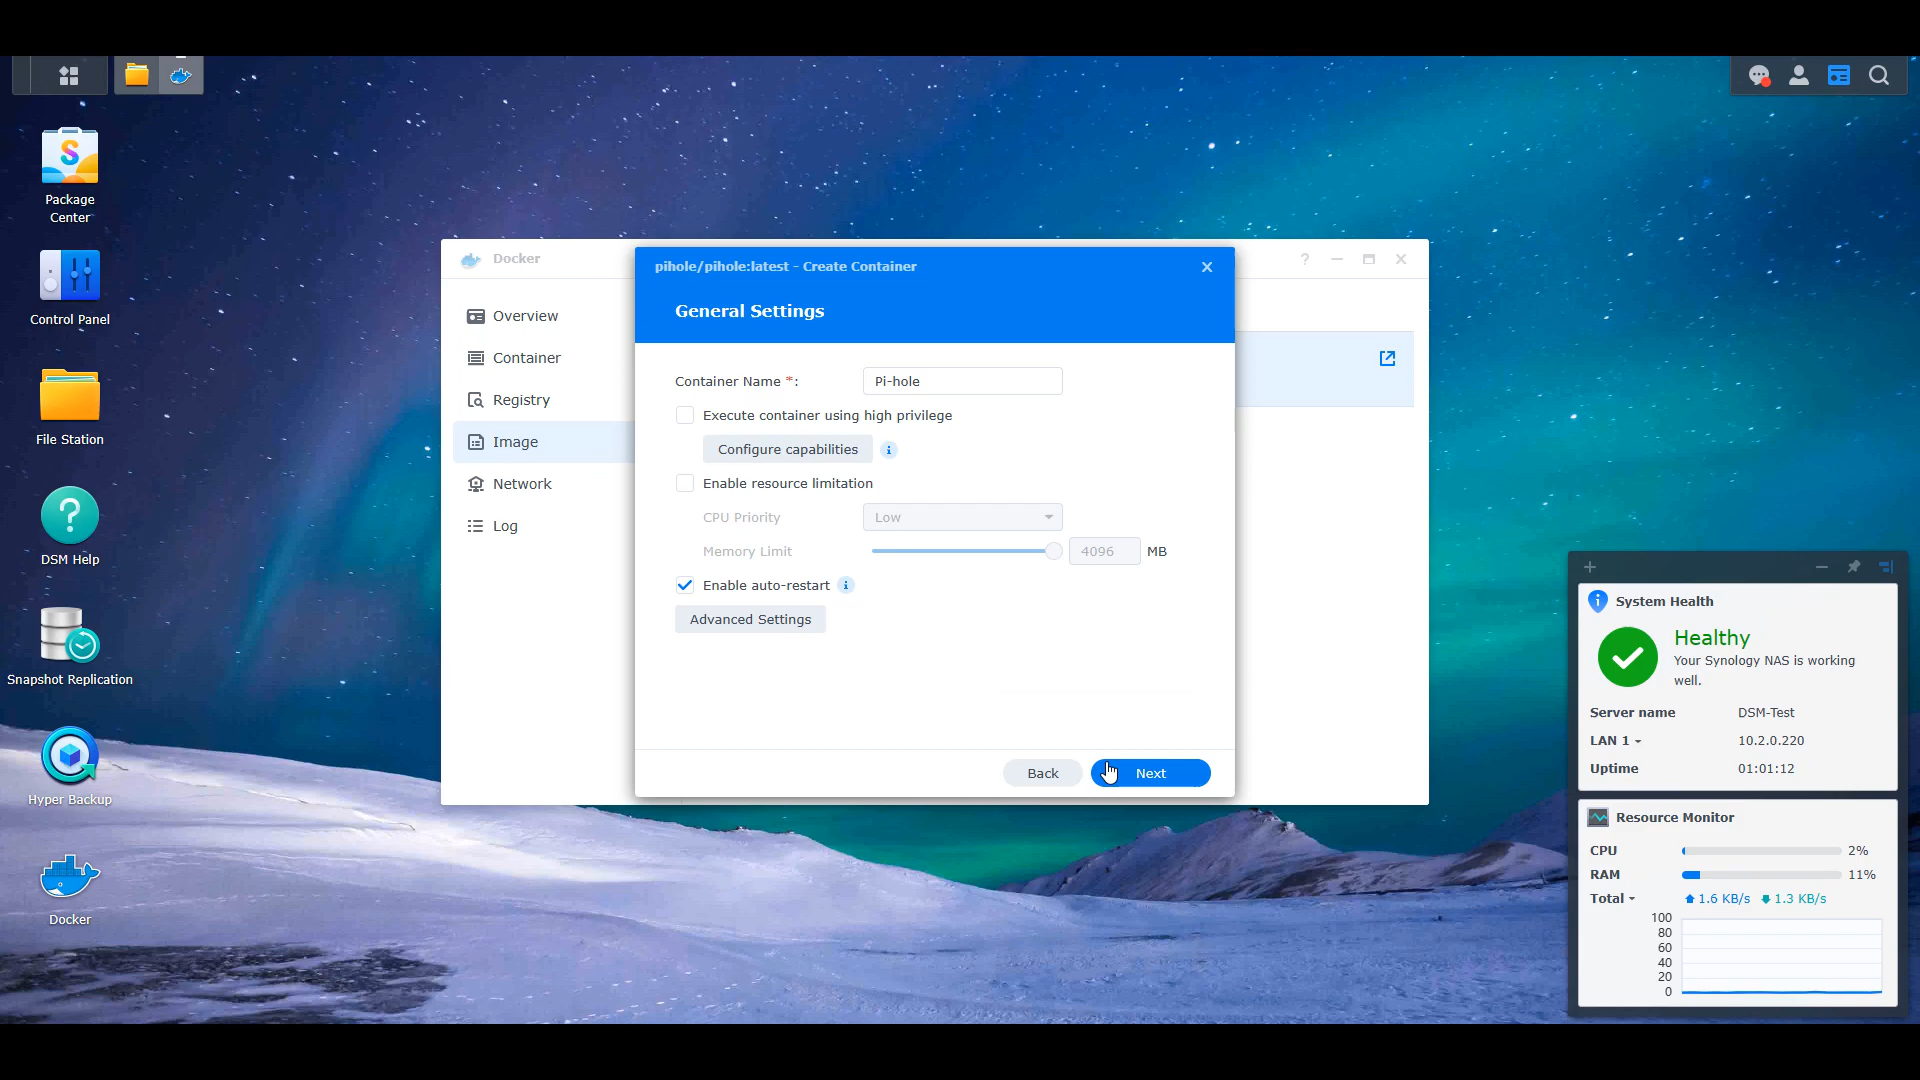 Package
Center
Control Panel
File Station
DSM Help
Snapshot Replication
Hyper Backup
Docker
Docker
Overview
Container
Registry
Image
Network
Log
pihole/pihole:latest - Create Container
General Settings
Container Name *: Pi-hole
Execute container using high privilege
Configure capabilities
Enable resource limitation
CPU Priority Low
Memory Limit 4096 MB
Enable auto-restart
Advanced Settings
Back Next
System Health
Healthy
Your Synology NAS is working
well.
Server name DSM-Test
LAN 1 10.2.0.220
Uptime 01:01:12
Resource Monitor
CPU 2%
RAM 11%
Total 1.6 KB/s 1.3 KB/s
100
80
60
40
20
0